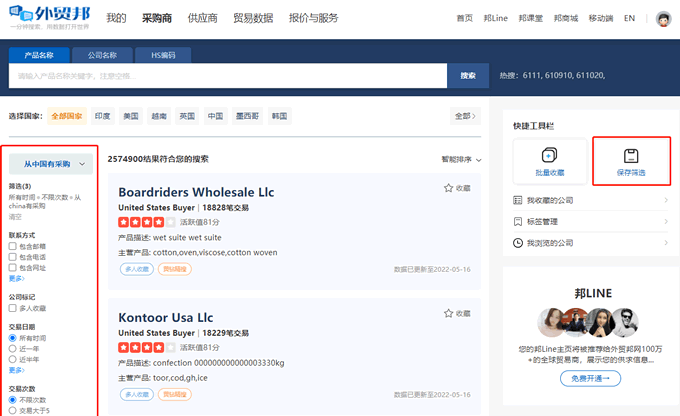 外贸邦
一分钟搜索，用数据打开世界
我的 采购商 供应商 贸易数据 报价与服务
首页 邦Line 邦课堂 邦商城 移动端 EN
产品名称 公司名称 HS编码
请输入产品名称关键字，注意空格...
搜索
热搜：6111, 610910, 611020,
选择国家： 全部国家 印度 美国 越南 英国 中国 墨西哥 韩国 全部
从中国有采购
筛选(3)
所有时间 × 不限次数 × 从
china有采购
清空
联系方式
包含邮箱
包含电话
包含网址
更多
公司标记
多人收藏
交易日期
所有时间
近一年
近半年
更多
交易次数
不限次数
交易大于5
2574900结果符合您的搜索
智能排序
Boardriders Wholesale Llc
收藏
United States Buyer | 18828笔交易
活跃值81分
产品描述: wet suite wet suite
主营产品: cotton,oven,viscose,cotton woven
多人收藏
数据已更新至2022-05-16
Kontoor Usa Llc
收藏
United States Buyer | 18229笔交易
活跃值81分
产品描述: confection 00000000000003330kg
主营产品: toor,cod,gh,ice
多人收藏
数据已更新至2022-05-16
快捷工具栏
批量收藏
保存筛选
我收藏的公司
标签管理
我浏览的公司
邦LINE
您的邦Line主页将被推荐给外贸邦网100万
+的全球贸易商，展示您的供求信息...
免费开通→